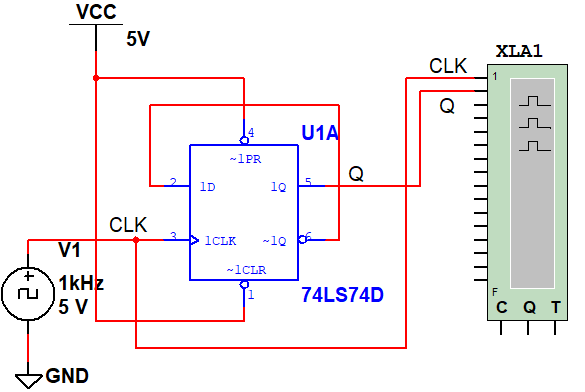 VCC
5V
CLK
XLA1
1
Q
4
U1A
~1PR
2
1D
1Q
5
Q
CLK
3
1CLK
~1Q
6
V1
1kHz
5 V
~1CLR
1
74LS74D
F
C Q T
GND